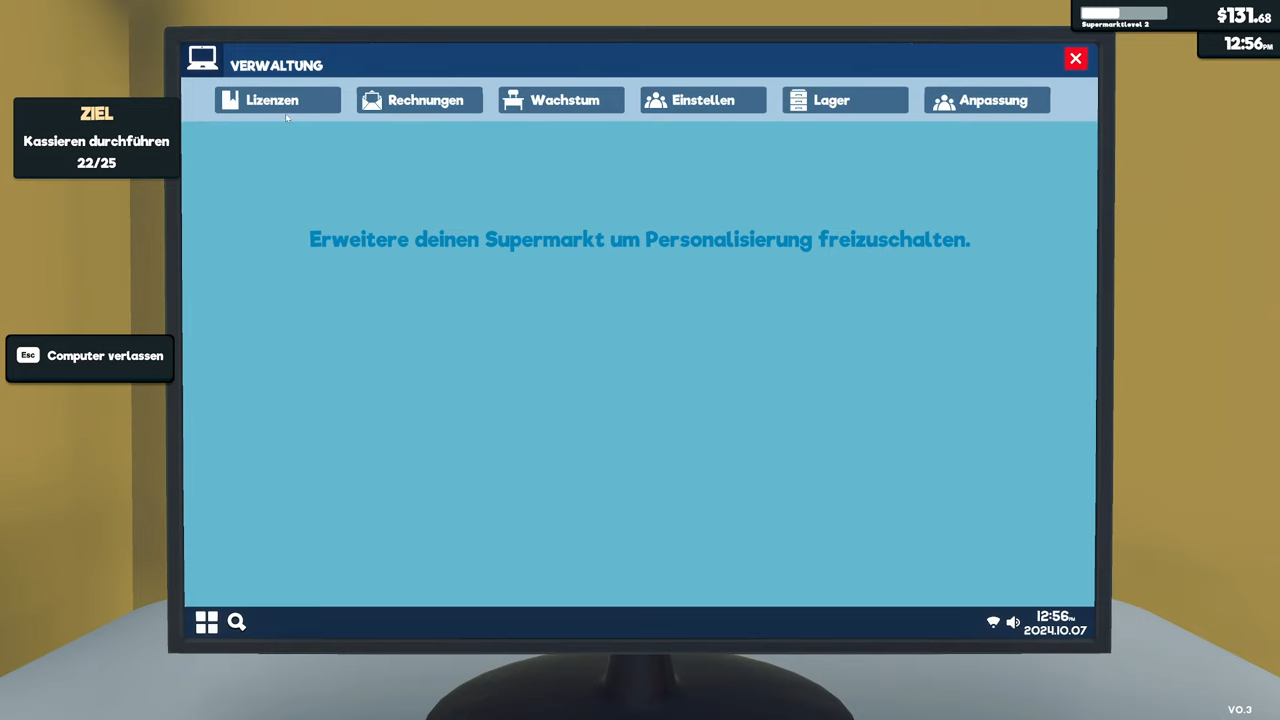 $131.68
Supermarktlevel 2
12:56PM
VERWALTUNG
Lizenzen
Rechnungen
Wachstum
Einstellen
Lager
Anpassung
ZIEL
Kassieren durchführen
22/25
Erweitere deinen Supermarkt um Personalisierung freizuschalten.
Esc Computer verlassen
12:56PM
2024.10.07
V0.3